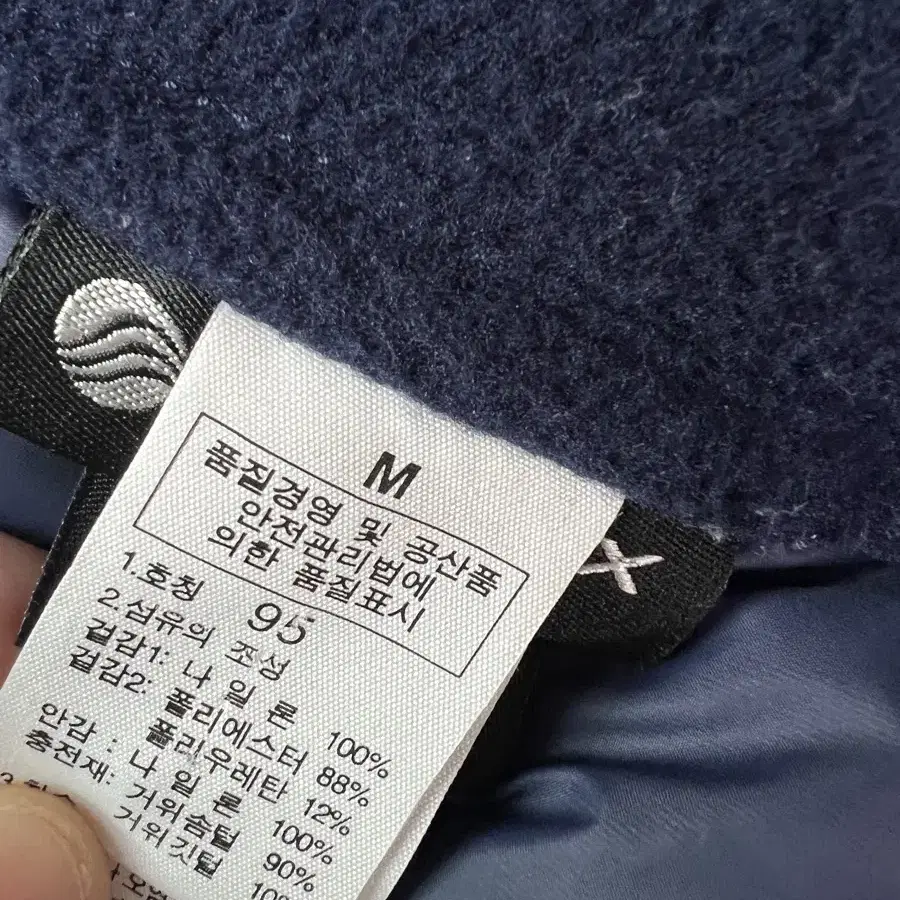 M
품질경영 및 공산품
안전관리법에
의한 품질표시
1.호칭 95
2.섬유의 조성
겉감1: 나 일 론 100%
겉감2: 폴리에스터 88%
폴리우레탄 12%
안감 : 나 일 론 100%
충전재: 거위솜털 90%
거위깃털 10%
X